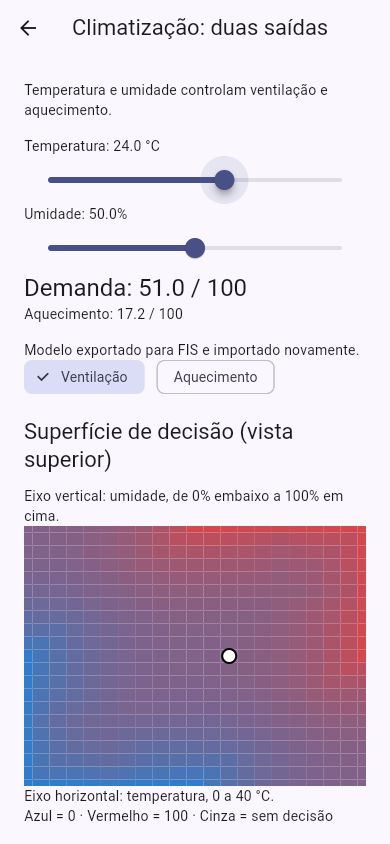 Climatização: duas saídas
Temperatura e umidade controlam ventilação e
aquecimento.
Temperatura: 24.0 °C
Umidade: 50.0%
Demanda: 51.0 / 100
Aquecimento: 17.2 / 100
Modelo exportado para FIS e importado novamente.
Ventilação
Aquecimento
Superfície de decisão (vista
superior)
Eixo vertical: umidade, de 0% embaixo a 100% em
cima.
Eixo horizontal: temperatura, 0 a 40 °C.
Azul = 0 · Vermelho = 100 · Cinza = sem decisão